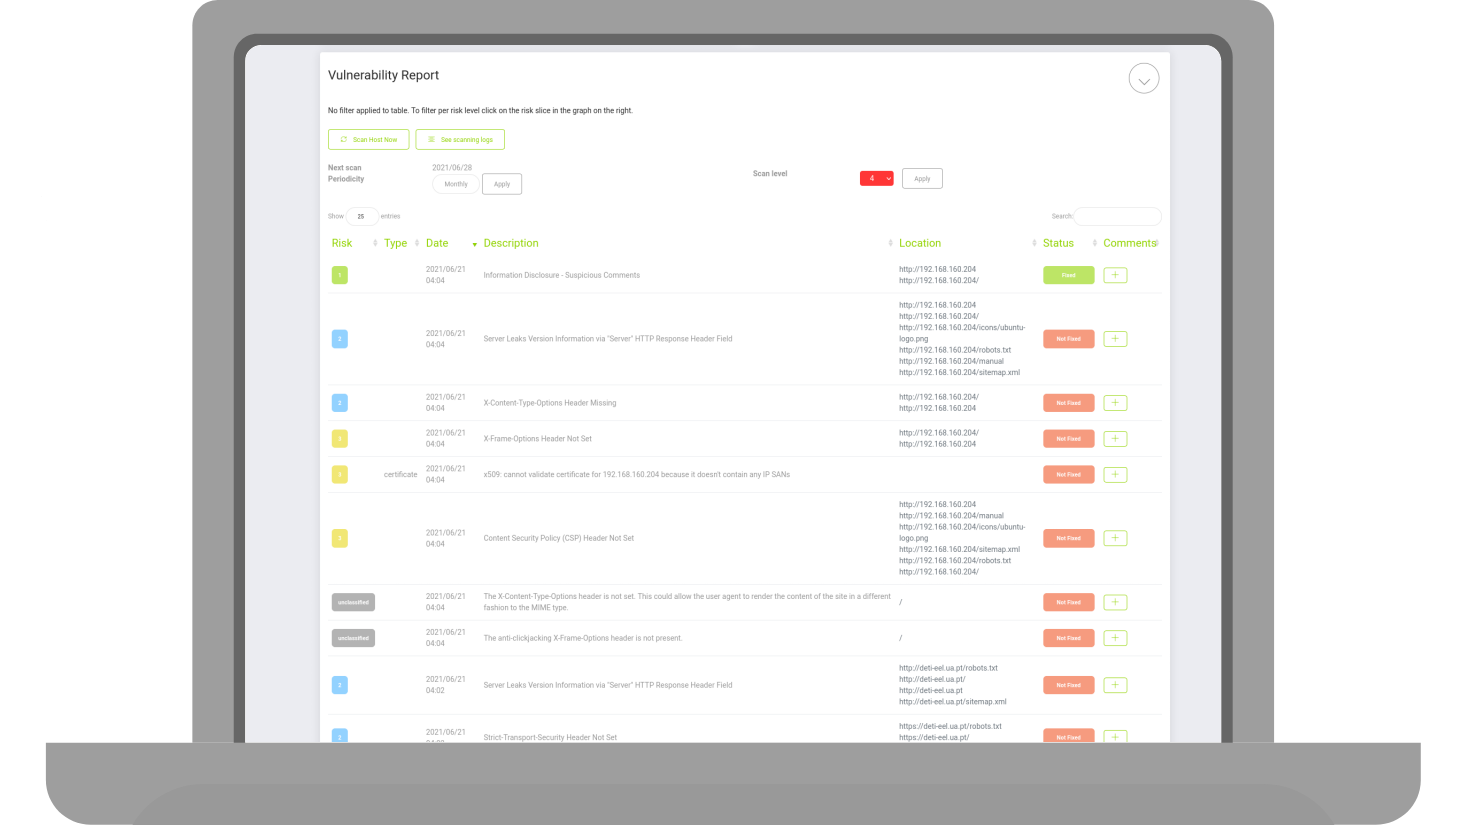 Vulnerability Report
No filter applied to table. To filter per risk level click on the risk slice in the graph on the right.
Scan Host Now See scanning logs
Next scan 2021/06/28
Periodicity Monthly Apply Scan level 4 Apply
Show 25 entries Search:
Risk Type Date Description Location Status Comments
1 2021/06/21 04:04 Information Disclosure - Suspicious Comments http://192.168.160.204 Fixed +
http://192.168.160.204/
2 2021/06/21 04:04 Server Leaks Version Information via "Server" HTTP Response Header Field http://192.168.160.204 Not Fixed +
http://192.168.160.204/
http://192.168.160.204/icons/ubuntu-
logo.png
http://192.168.160.204/robots.txt
http://192.168.160.204/manual
http://192.168.160.204/sitemap.xml
2 2021/06/21 04:04 X-Content-Type-Options Header Missing http://192.168.160.204/ Not Fixed +
http://192.168.160.204
3 2021/06/21 04:04 X-Frame-Options Header Not Set http://192.168.160.204/ Not Fixed +
http://192.168.160.204
certificate 2021/06/21 04:04 x509: cannot validate certificate for 192.168.160.204 because it doesn't contain any IP SANs Not Fixed +
3 2021/06/21 04:04 Content Security Policy (CSP) Header Not Set http://192.168.160.204 Not Fixed +
http://192.168.160.204/manual
http://192.168.160.204/icons/ubuntu-
logo.png
http://192.168.160.204/sitemap.xml
http://192.168.160.204/robots.txt
http://192.168.160.204/
unclassified 2021/06/21 04:04 The X-Content-Type-Options header is not set. This could allow the user agent to render the content of the site in a different / Not Fixed +
fashion to the MIME type.
unclassified 2021/06/21 04:04 The anti-clickjacking X-Frame-Options header is not present. / Not Fixed +
2 2021/06/21 04:02 Server Leaks Version Information via "Server" HTTP Response Header Field http://deti-eel.ua.pt/robots.txt Not Fixed +
http://deti-eel.ua.pt/
http://deti-eel.ua.pt
http://deti-eel.ua.pt/sitemap.xml
2 2021/06/21 Strict-Transport-Security Header Not Set https://deti-eel.ua.pt/robots.txt Not Fixed +
https://deti-eel.ua.pt/